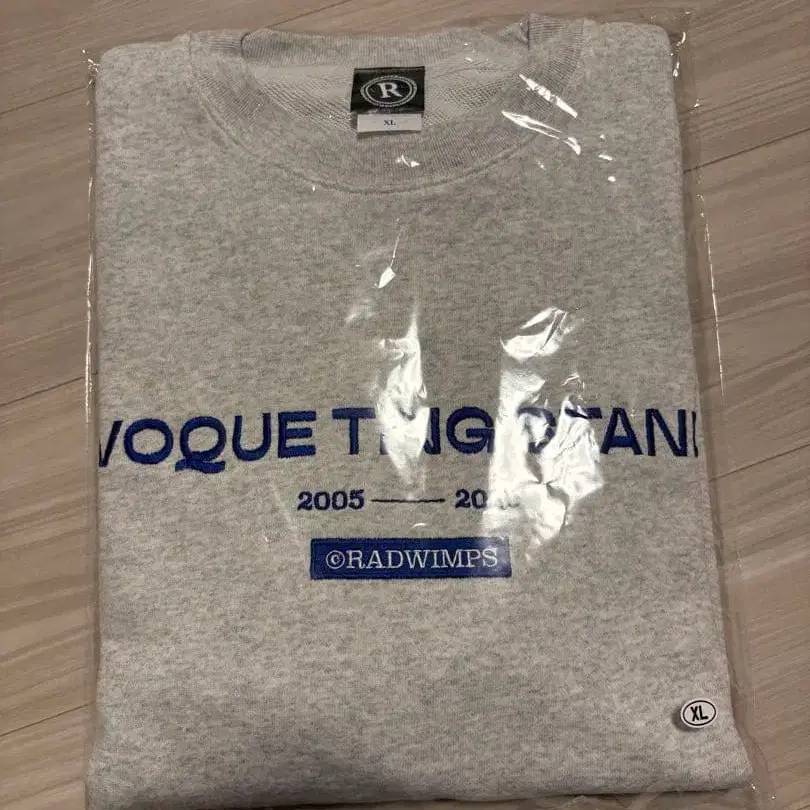 R
XL
VOQUE
2005
©RADWIMPS
XL